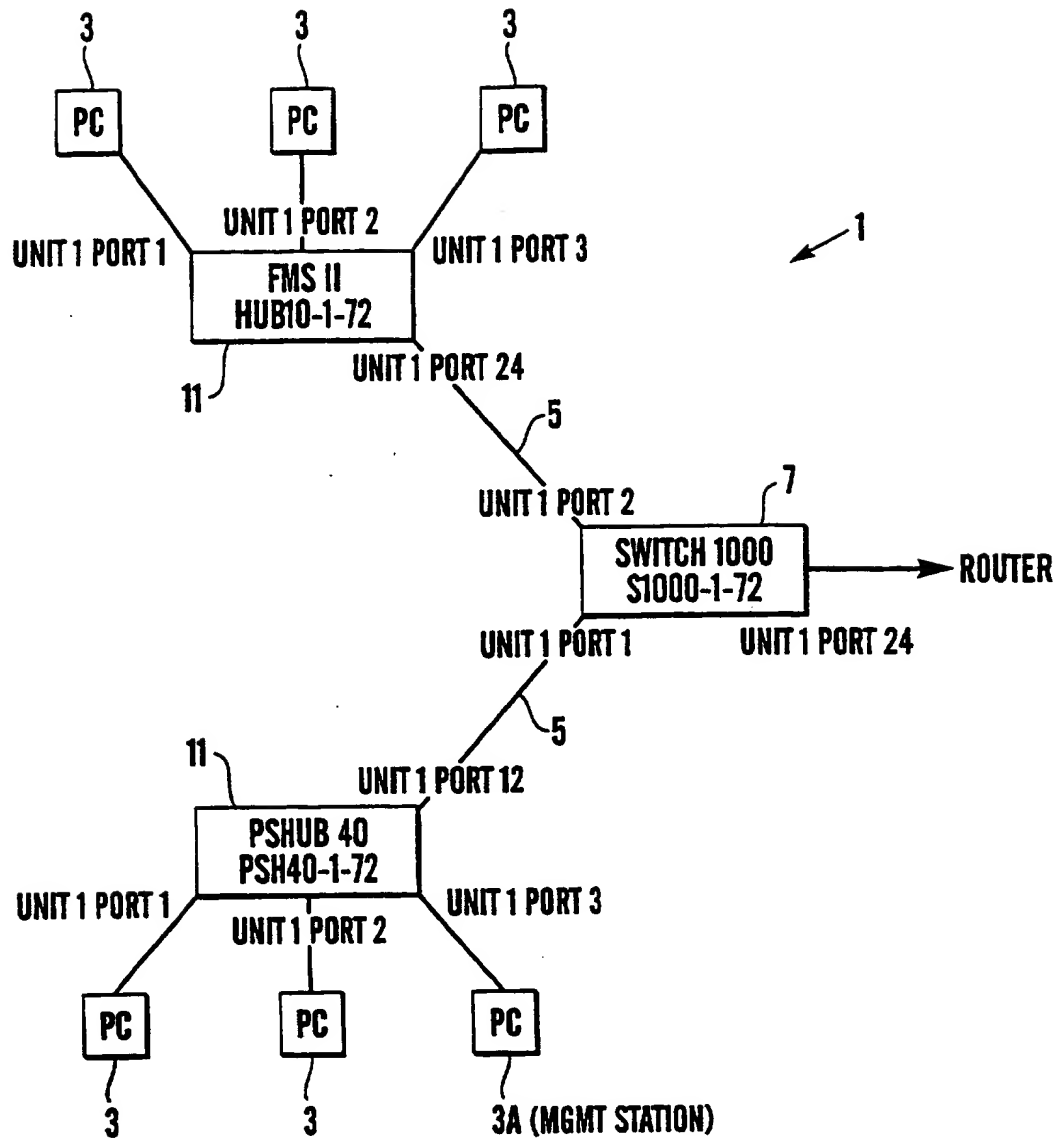 3
3
3
PC
PC
PC
UNIT 1 PORT 2
UNIT 1 PORT 1
UNIT 1 PORT 3
1
FMS II
HUB10-1-72
UNIT 1 PORT 24
11
5
UNIT 1 PORT 2
7
SWITCH 1000
S1000-1-72
ROUTER
UNIT 1 PORT 1
UNIT 1 PORT 24
5
11
UNIT 1 PORT 12
PSHUB 40
PSH40-1-72
UNIT 1 PORT 1
UNIT 1 PORT 3
UNIT 1 PORT 2
PC
PC
PC
3
3
3A (MGMT STATION)